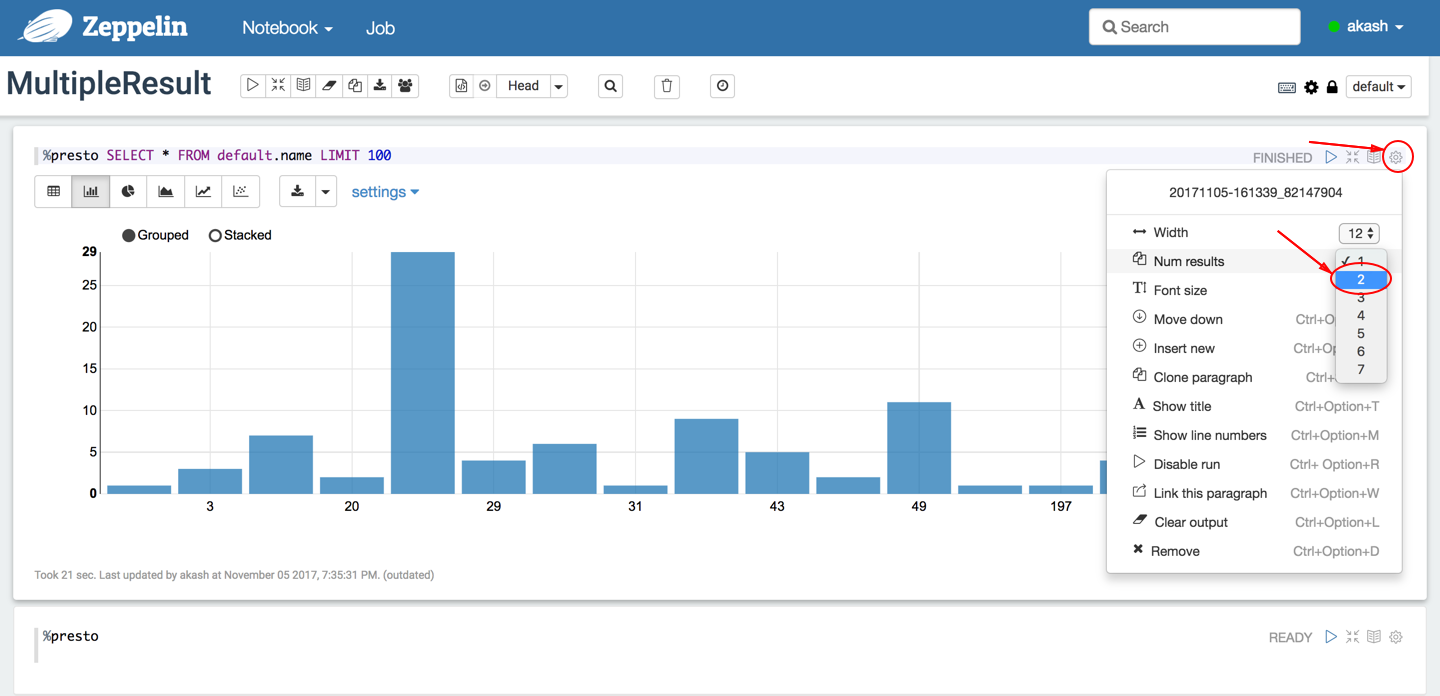 Zeppelin Notebook Job Search akash
MultipleResult Head default
%presto SELECT * FROM default.name LIMIT 100
FINISHED
settings
20171105-161339_82147904
Width 12
Num results 1
2
3
4
5
6
7
Font size
Move down Ctrl+O
Insert new Ctrl+Op
Clone paragraph Ctrl+
Show title Ctrl+Option+T
Show line numbers Ctrl+Option+M
Disable run Ctrl+ Option+R
Link this paragraph Ctrl+Option+W
Clear output Ctrl+Option+L
Remove Ctrl+Option+D
Grouped Stacked
29
25
20
15
10
5
0
3 20 29 31 43 49 197
Took 21 sec. Last updated by akash at November 05 2017, 7:35:31 PM. (outdated)
%presto
READY